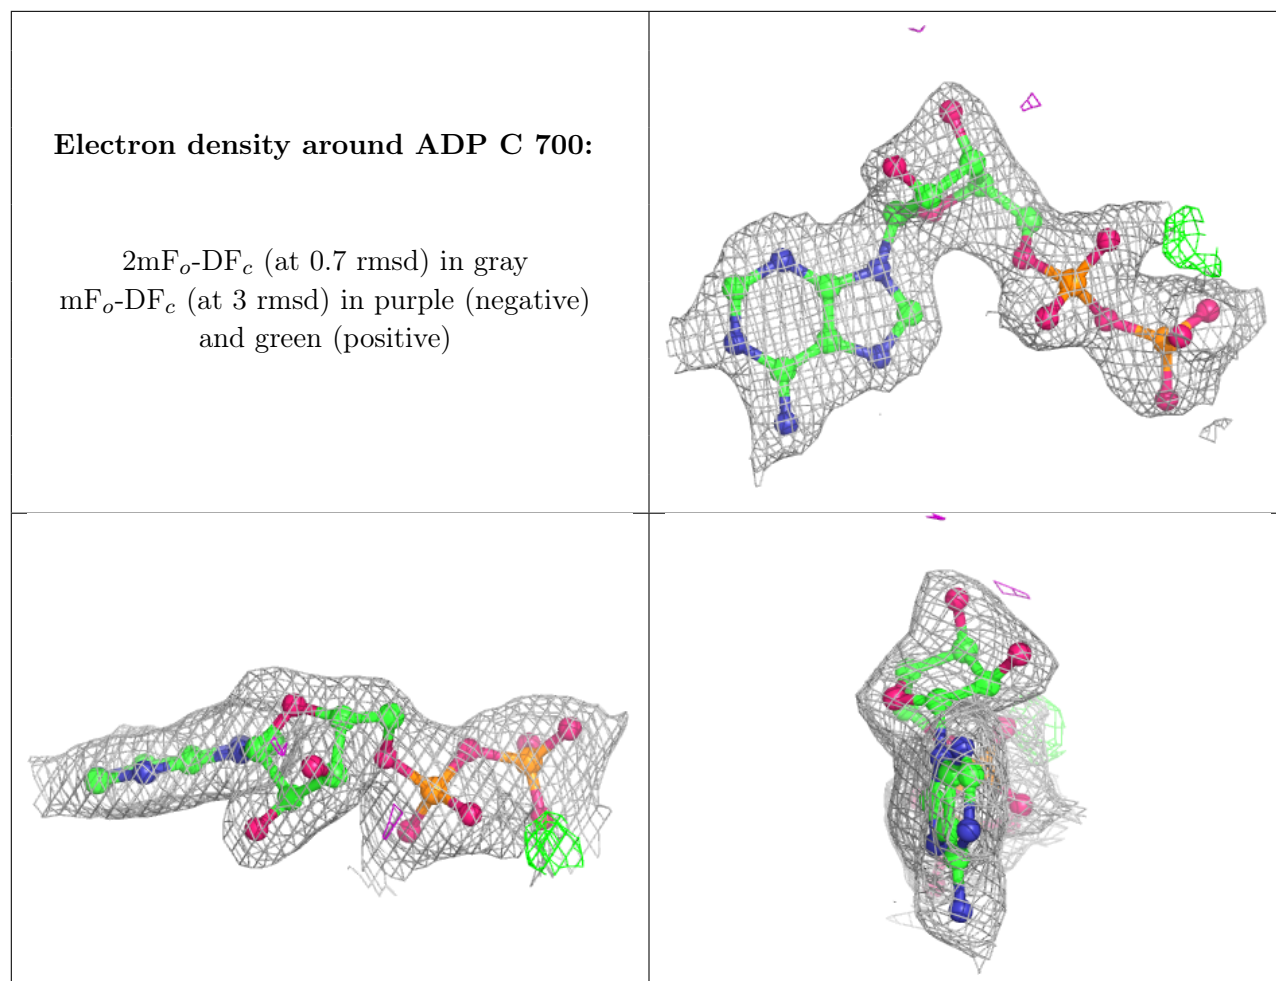 Electron density around ADP C 700:
2mFo-DFc (at 0.7 rmsd) in gray
mFo-DFc (at 3 rmsd) in purple (negative)
and green (positive)